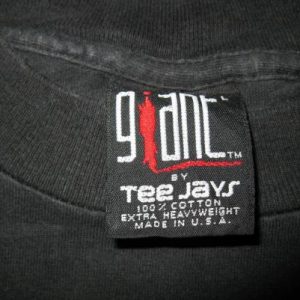 giant L
TM
BY
Tee Jays
100% COTTON
EXTRA HEAVYWEIGHT
MADE IN U.S.A.